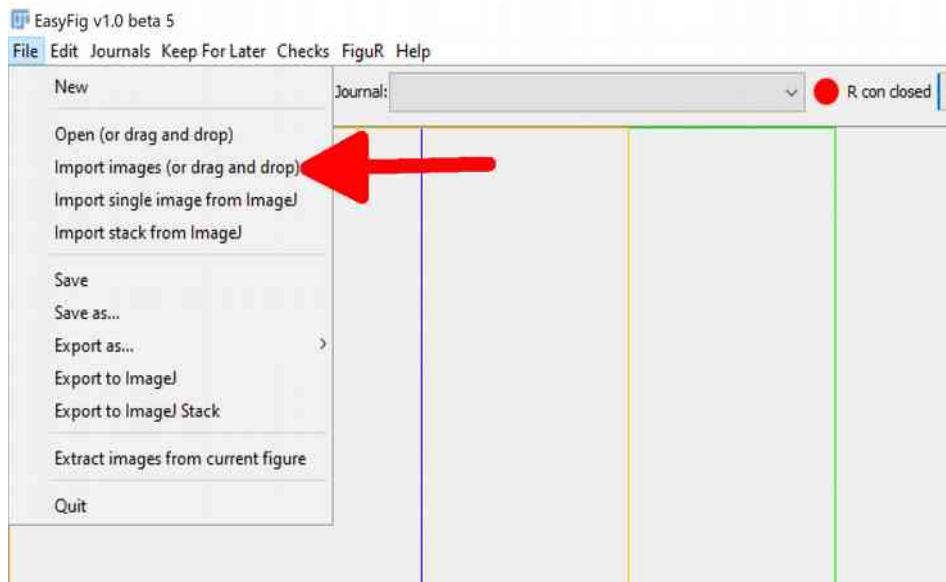 EasyFig v1.0 beta 5
File Edit Journals Keep For Later Checks FiguR Help
Journal: R con closed
New
Open (or drag and drop)
Import images (or drag and drop)
Import single image from ImageJ
Import stack from ImageJ
Save
Save as...
Export as...
Export to ImageJ
Export to ImageJ Stack
Extract images from current figure
Quit